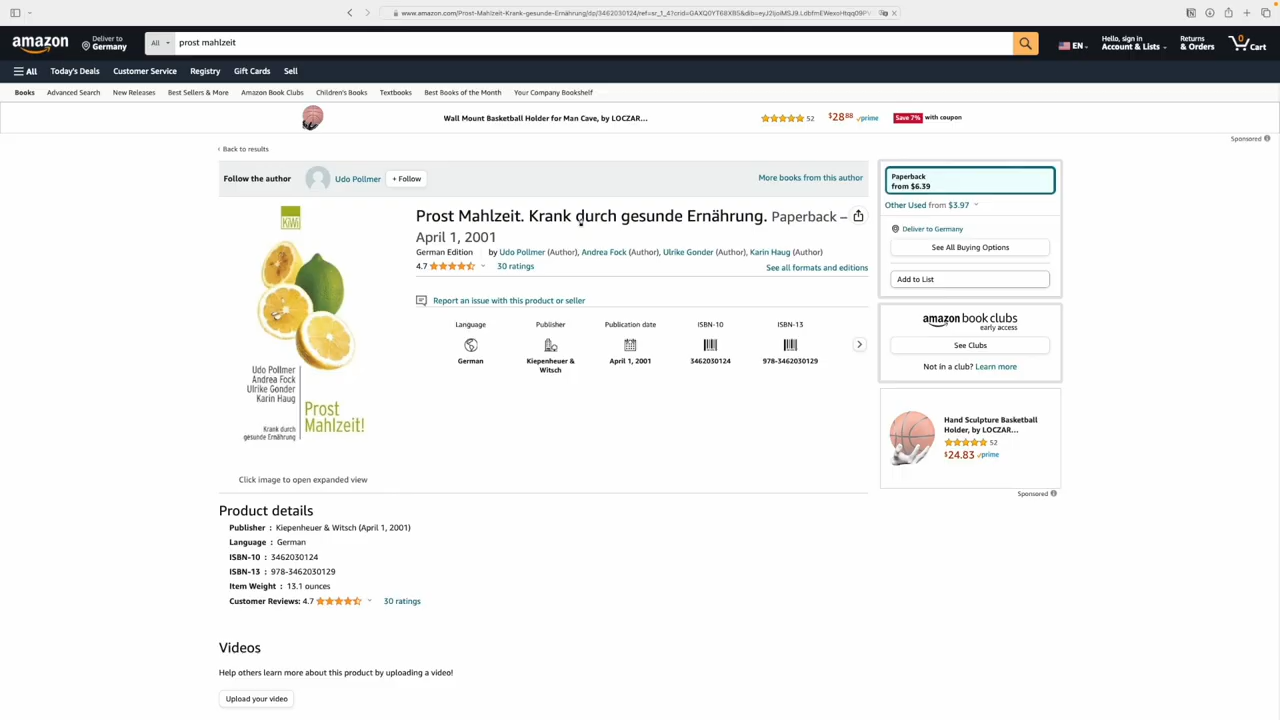 www.amazon.com/Prost-Mahlzeit-Krank-gesunde-Ernährung/dp/3462030124/ref=sr_1_4?crid=
amazon
Deliver to
Germany
All
prost mahlzeit
EN
Hello, sign in
Account & Lists
Returns
& Orders
0
Cart
All
Today's Deals
Customer Service
Registry
Gift Cards
Sell
Books
Advanced Search
New Releases
Best Sellers & More
Amazon Book Clubs
Children's Books
Textbooks
Best Books of the Month
Your Company Bookshelf
Wall Mount Basketball Holder for Man Cave, by LOCZAR...
52
$28⁸⁸ ✓prime
Save 7% with coupon
Sponsored
‹ Back to results
Follow the author
Udo Pollmer
+ Follow
More books from this author
KiWi
Udo Pollmer
Andrea Fock
Ulrike Gonder
Karin Haug
Prost
Mahlzeit!
Krank durch
gesunde Ernährung
Click image to open expanded view
Prost Mahlzeit. Krank durch gesunde Ernährung. Paperback –
April 1, 2001
German Edition by Udo Pollmer (Author), Andrea Fock (Author), Ulrike Gonder (Author), Karin Haug (Author)
4.7
30 ratings
See all formats and editions
Report an issue with this product or seller
Language
German
Publisher
Kiepenheuer &
Witsch
Publication date
April 1, 2001
ISBN-10
3462030124
ISBN-13
978-3462030129
Paperback
from $6.39
Other Used from $3.97
Deliver to Germany
See All Buying Options
Add to List
amazon book clubs
early access
See Clubs
Not in a club? Learn more
Hand Sculpture Basketball
Holder, by LOCZAR...
52
$24.83 ✓prime
Sponsored
Product details
Publisher : Kiepenheuer & Witsch (April 1, 2001)
Language : German
ISBN-10 : 3462030124
ISBN-13 : 978-3462030129
Item Weight : 13.1 ounces
Customer Reviews: 4.7 30 ratings
Videos
Help others learn more about this product by uploading a video!
Upload your video